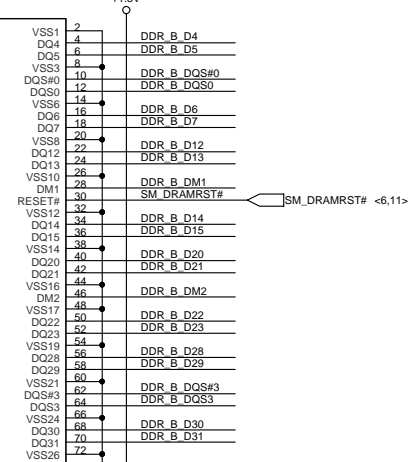 VSS1 2
DQ4 4 DDR_B_D4
DQ5 6 DDR_B_D5
VSS3 8
DQS#0 10 DDR_B_DQS#0
DQS0 12 DDR_B_DQS0
VSS6 14
DQ6 16 DDR_B_D6
DQ7 18 DDR_B_D7
VSS8 20
DQ12 22 DDR_B_D12
DQ13 24 DDR_B_D13
VSS10 26
DM1 28 DDR_B_DM1
RESET# 30 SM_DRAMRST# SM_DRAMRST# <6,11>
VSS12 32
DQ14 34 DDR_B_D14
DQ15 36 DDR_B_D15
VSS14 38
DQ20 40 DDR_B_D20
DQ21 42 DDR_B_D21
VSS16 44
DM2 46 DDR_B_DM2
VSS17 48
DQ22 50 DDR_B_D22
DQ23 52 DDR_B_D23
VSS19 54
DQ28 56 DDR_B_D28
DQ29 58 DDR_B_D29
VSS21 60
DQS#3 62 DDR_B_DQS#3
DQS3 64 DDR_B_DQS3
VSS24 66
DQ30 68 DDR_B_D30
DQ31 70 DDR_B_D31
VSS26 72